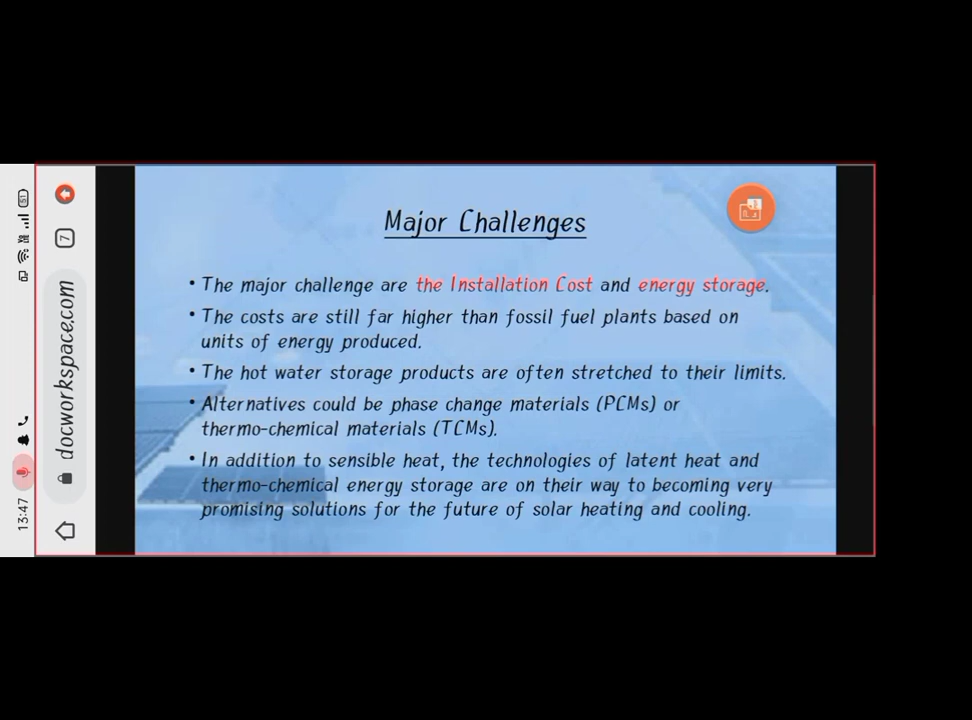 Major Challenges
• The major challenge are the Installation Cost and energy storage.
• The costs are still far higher than fossil fuel plants based on
units of energy produced.
• The hot water storage products are often stretched to their limits.
• Alternatives could be phase change materials (PCMs) or
thermo-chemical materials (TCMs).
• In addition to sensible heat, the technologies of latent heat and
thermo-chemical energy storage are on their way to becoming very
promising solutions for the future of solar heating and cooling.
13:47
51
docworkspace.com
7